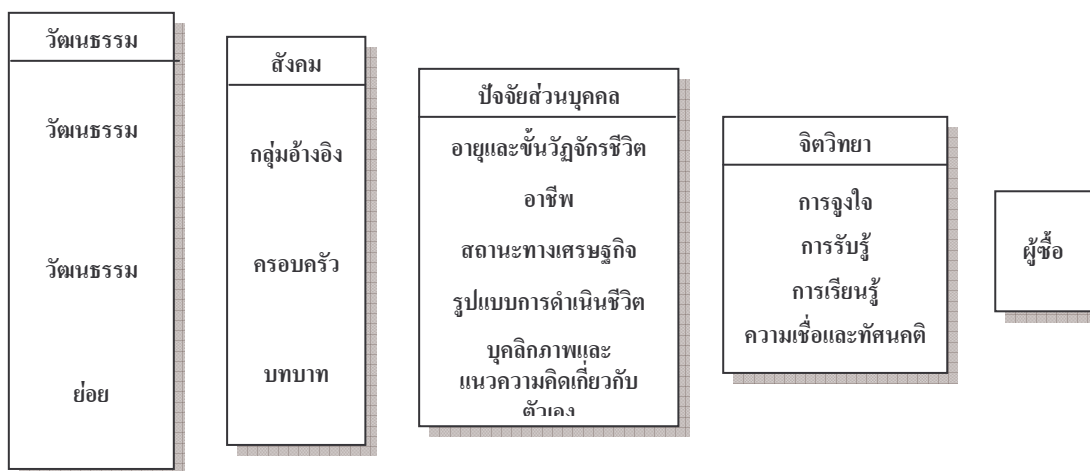 วัฒนธรรม
วัฒนธรรม
วัฒนธรรม
ย่อย
สังคม
กลุ่มอ้างอิง
ครอบครัว
บทบาท
ปัจจัยส่วนบุคคล
อายุและขั้นวัฏจักรชีวิต
อาชีพ
สถานะทางเศรษฐกิจ
รูปแบบการดำเนินชีวิต
บุคลิกภาพและ
แนวความคิดเกี่ยวกับ
ตัวเอง
จิตวิทยา
การจูงใจ
การรับรู้
การเรียนรู้
ความเชื่อและทัศนคติ
ผู้ซื้อ